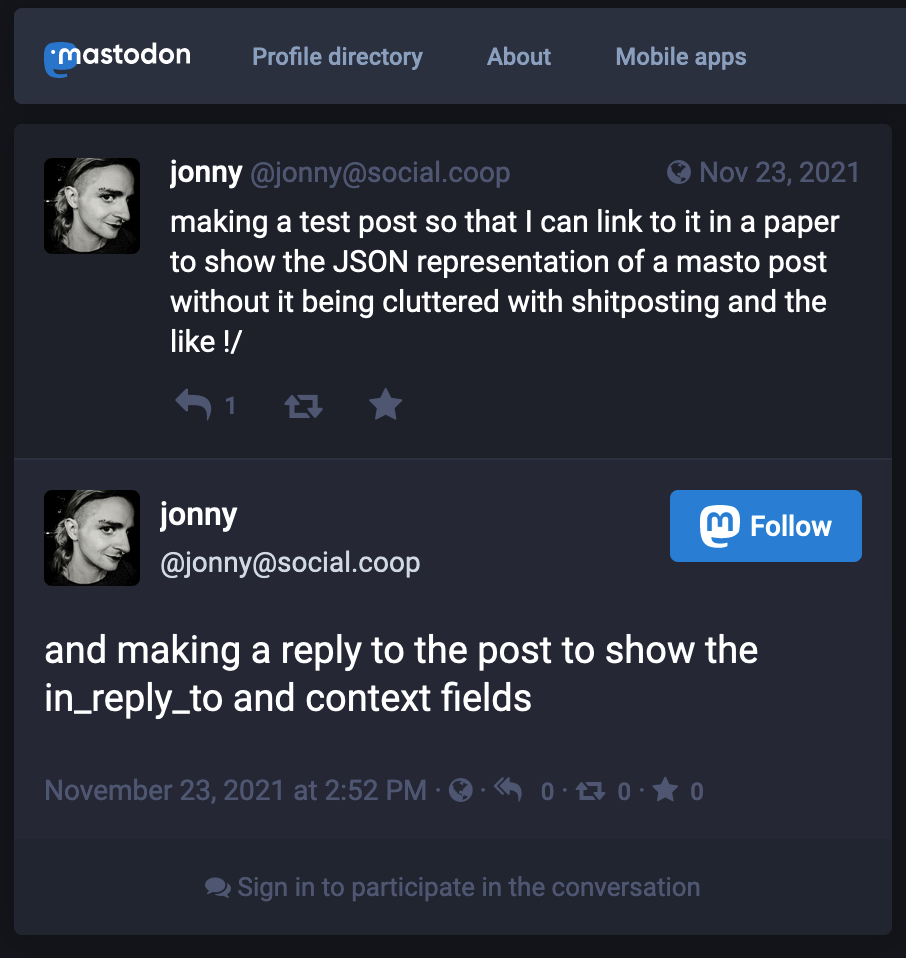 mastodon Profile directory About Mobile apps
jonny @jonny@social.coop Nov 23, 2021
making a test post so that I can link to it in a paper
to show the JSON representation of a masto post
without it being cluttered with shitposting and the
like !/
1
jonny
@jonny@social.coop
Follow
and making a reply to the post to show the
in_reply_to and context fields
November 23, 2021 at 2:52 PM · · 0 · 0 · 0
Sign in to participate in the conversation